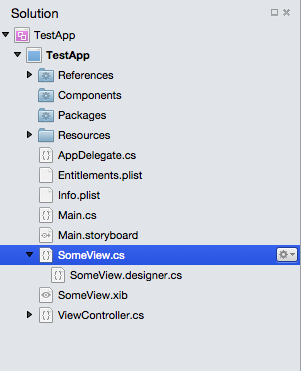 Solution
TestApp
TestApp
References
Components
Packages
Resources
AppDelegate.cs
Entitlements.plist
Info.plist
Main.cs
Main.storyboard
SomeView.cs
SomeView.designer.cs
SomeView.xib
ViewController.cs